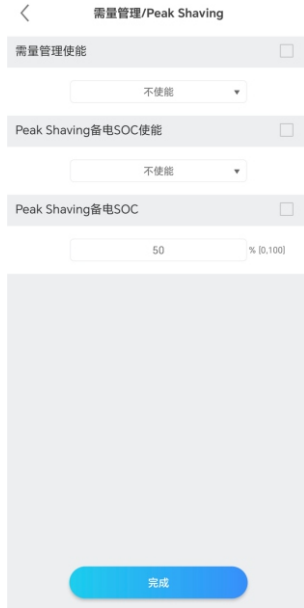 需量管理/Peak Shaving
需量管理使能
不使能
Peak Shaving备电SOC使能
不使能
Peak Shaving备电SOC
50 % [0,100]
完成